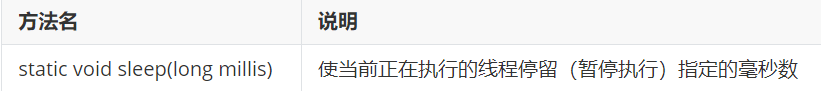 方法名 说明
static void sleep(long millis) 使当前正在执行的线程停留（暂停执行）指定的毫秒数